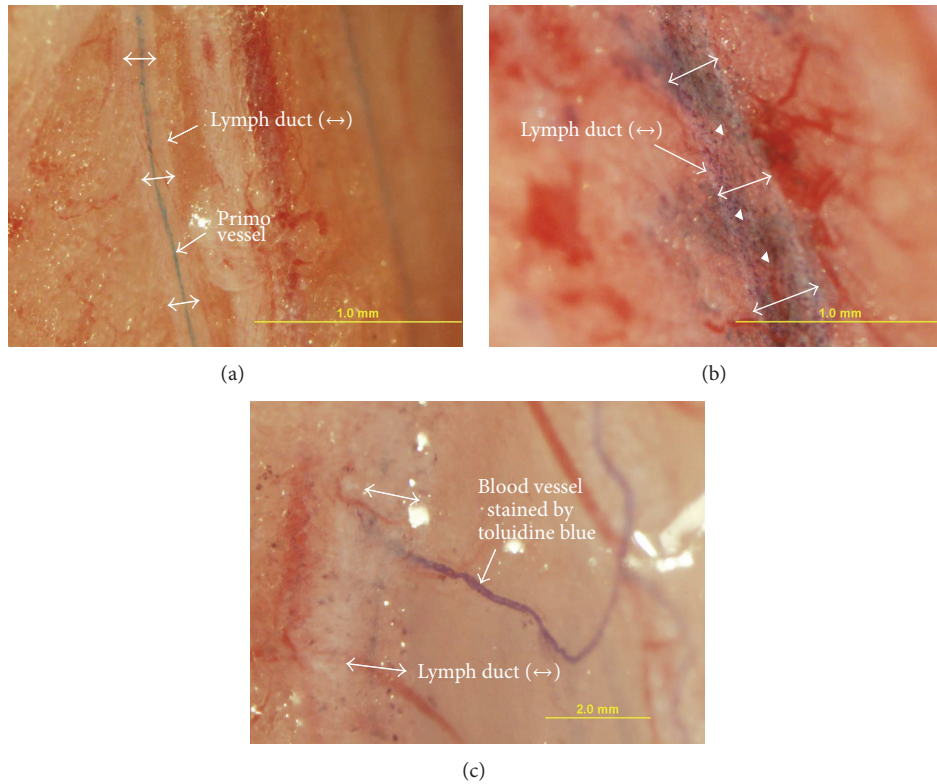 Lymph duct (↔)
Primo
vessel
1.0 mm
(a)
Lymph duct (↔)
1.0 mm
(b)
Blood vessel
stained by
toluidine blue
Lymph duct (↔)
2.0 mm
(c)